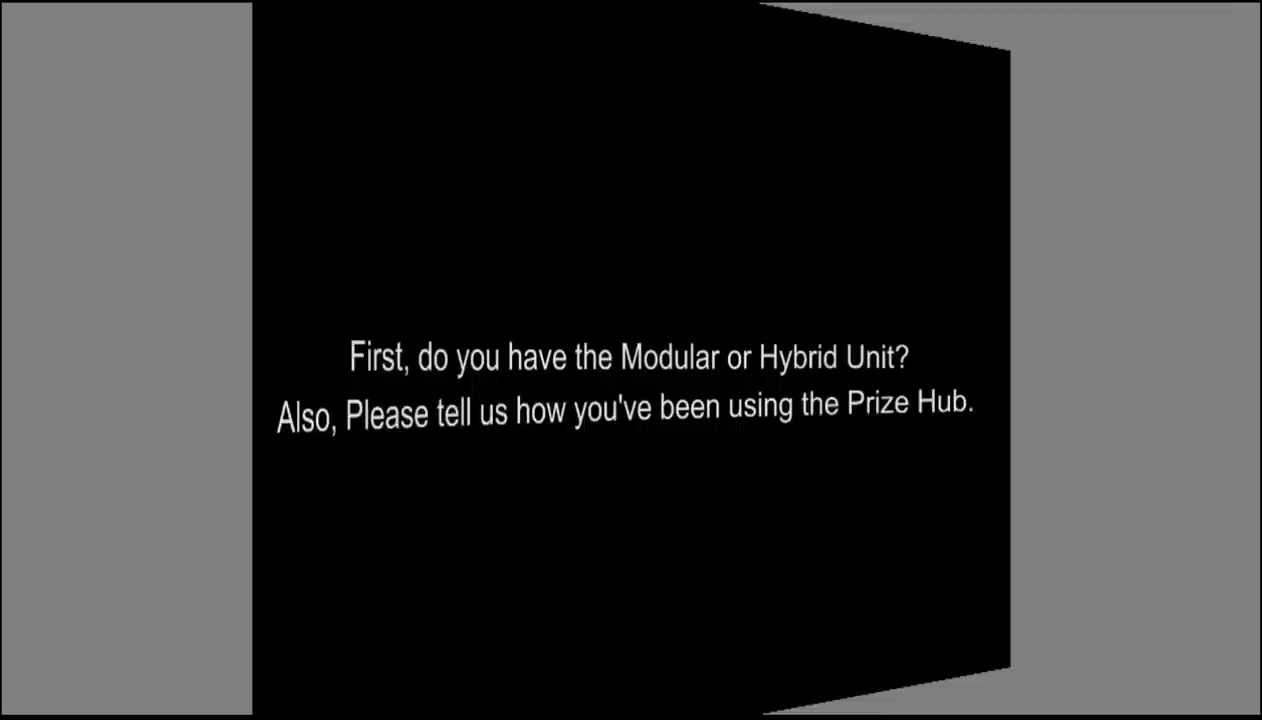 First, do you have the Modular or Hybrid Unit?
Also, Please tell us how you've been using the Prize Hub.